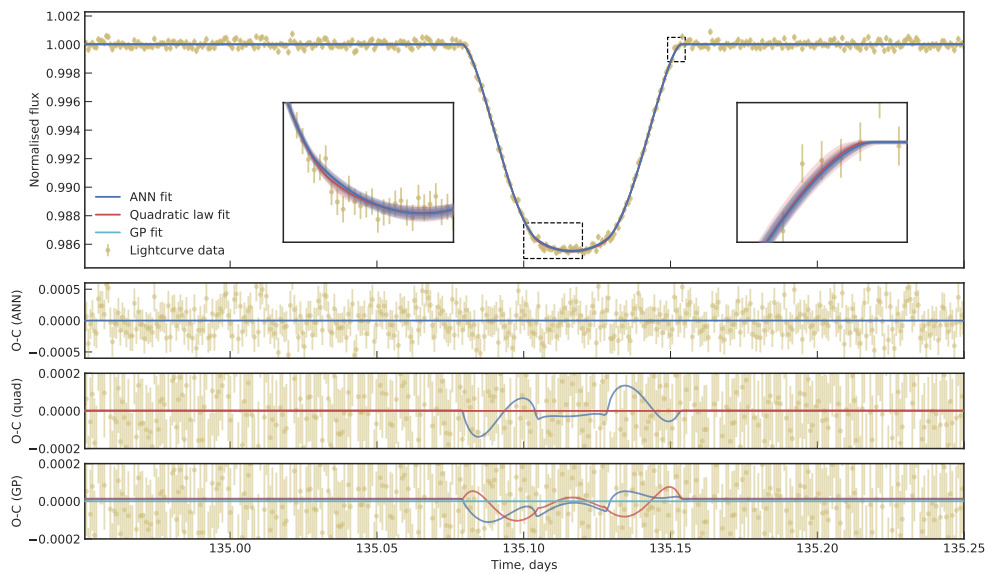 1.002
1.000
0.998
0.996
0.994
0.992
0.990
0.988
0.986
Normalised flux
ANN fit
Quadratic law fit
GP fit
Lightcurve data
0.0005
0.0000
−0.0005
O-C (ANN)
0.0002
0.0000
−0.0002
O-C (quad)
0.0002
0.0000
−0.0002
O-C (GP)
135.00 135.05 135.10 135.15 135.20 135.25
Time, days